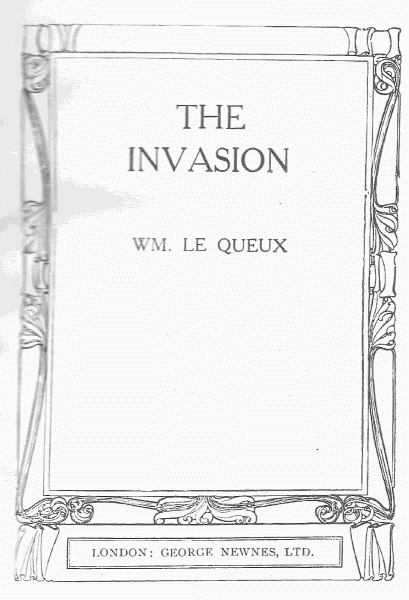 THE
INVASION
WM. LE QUEUX
LONDON: GEORGE NEWNES, LTD.